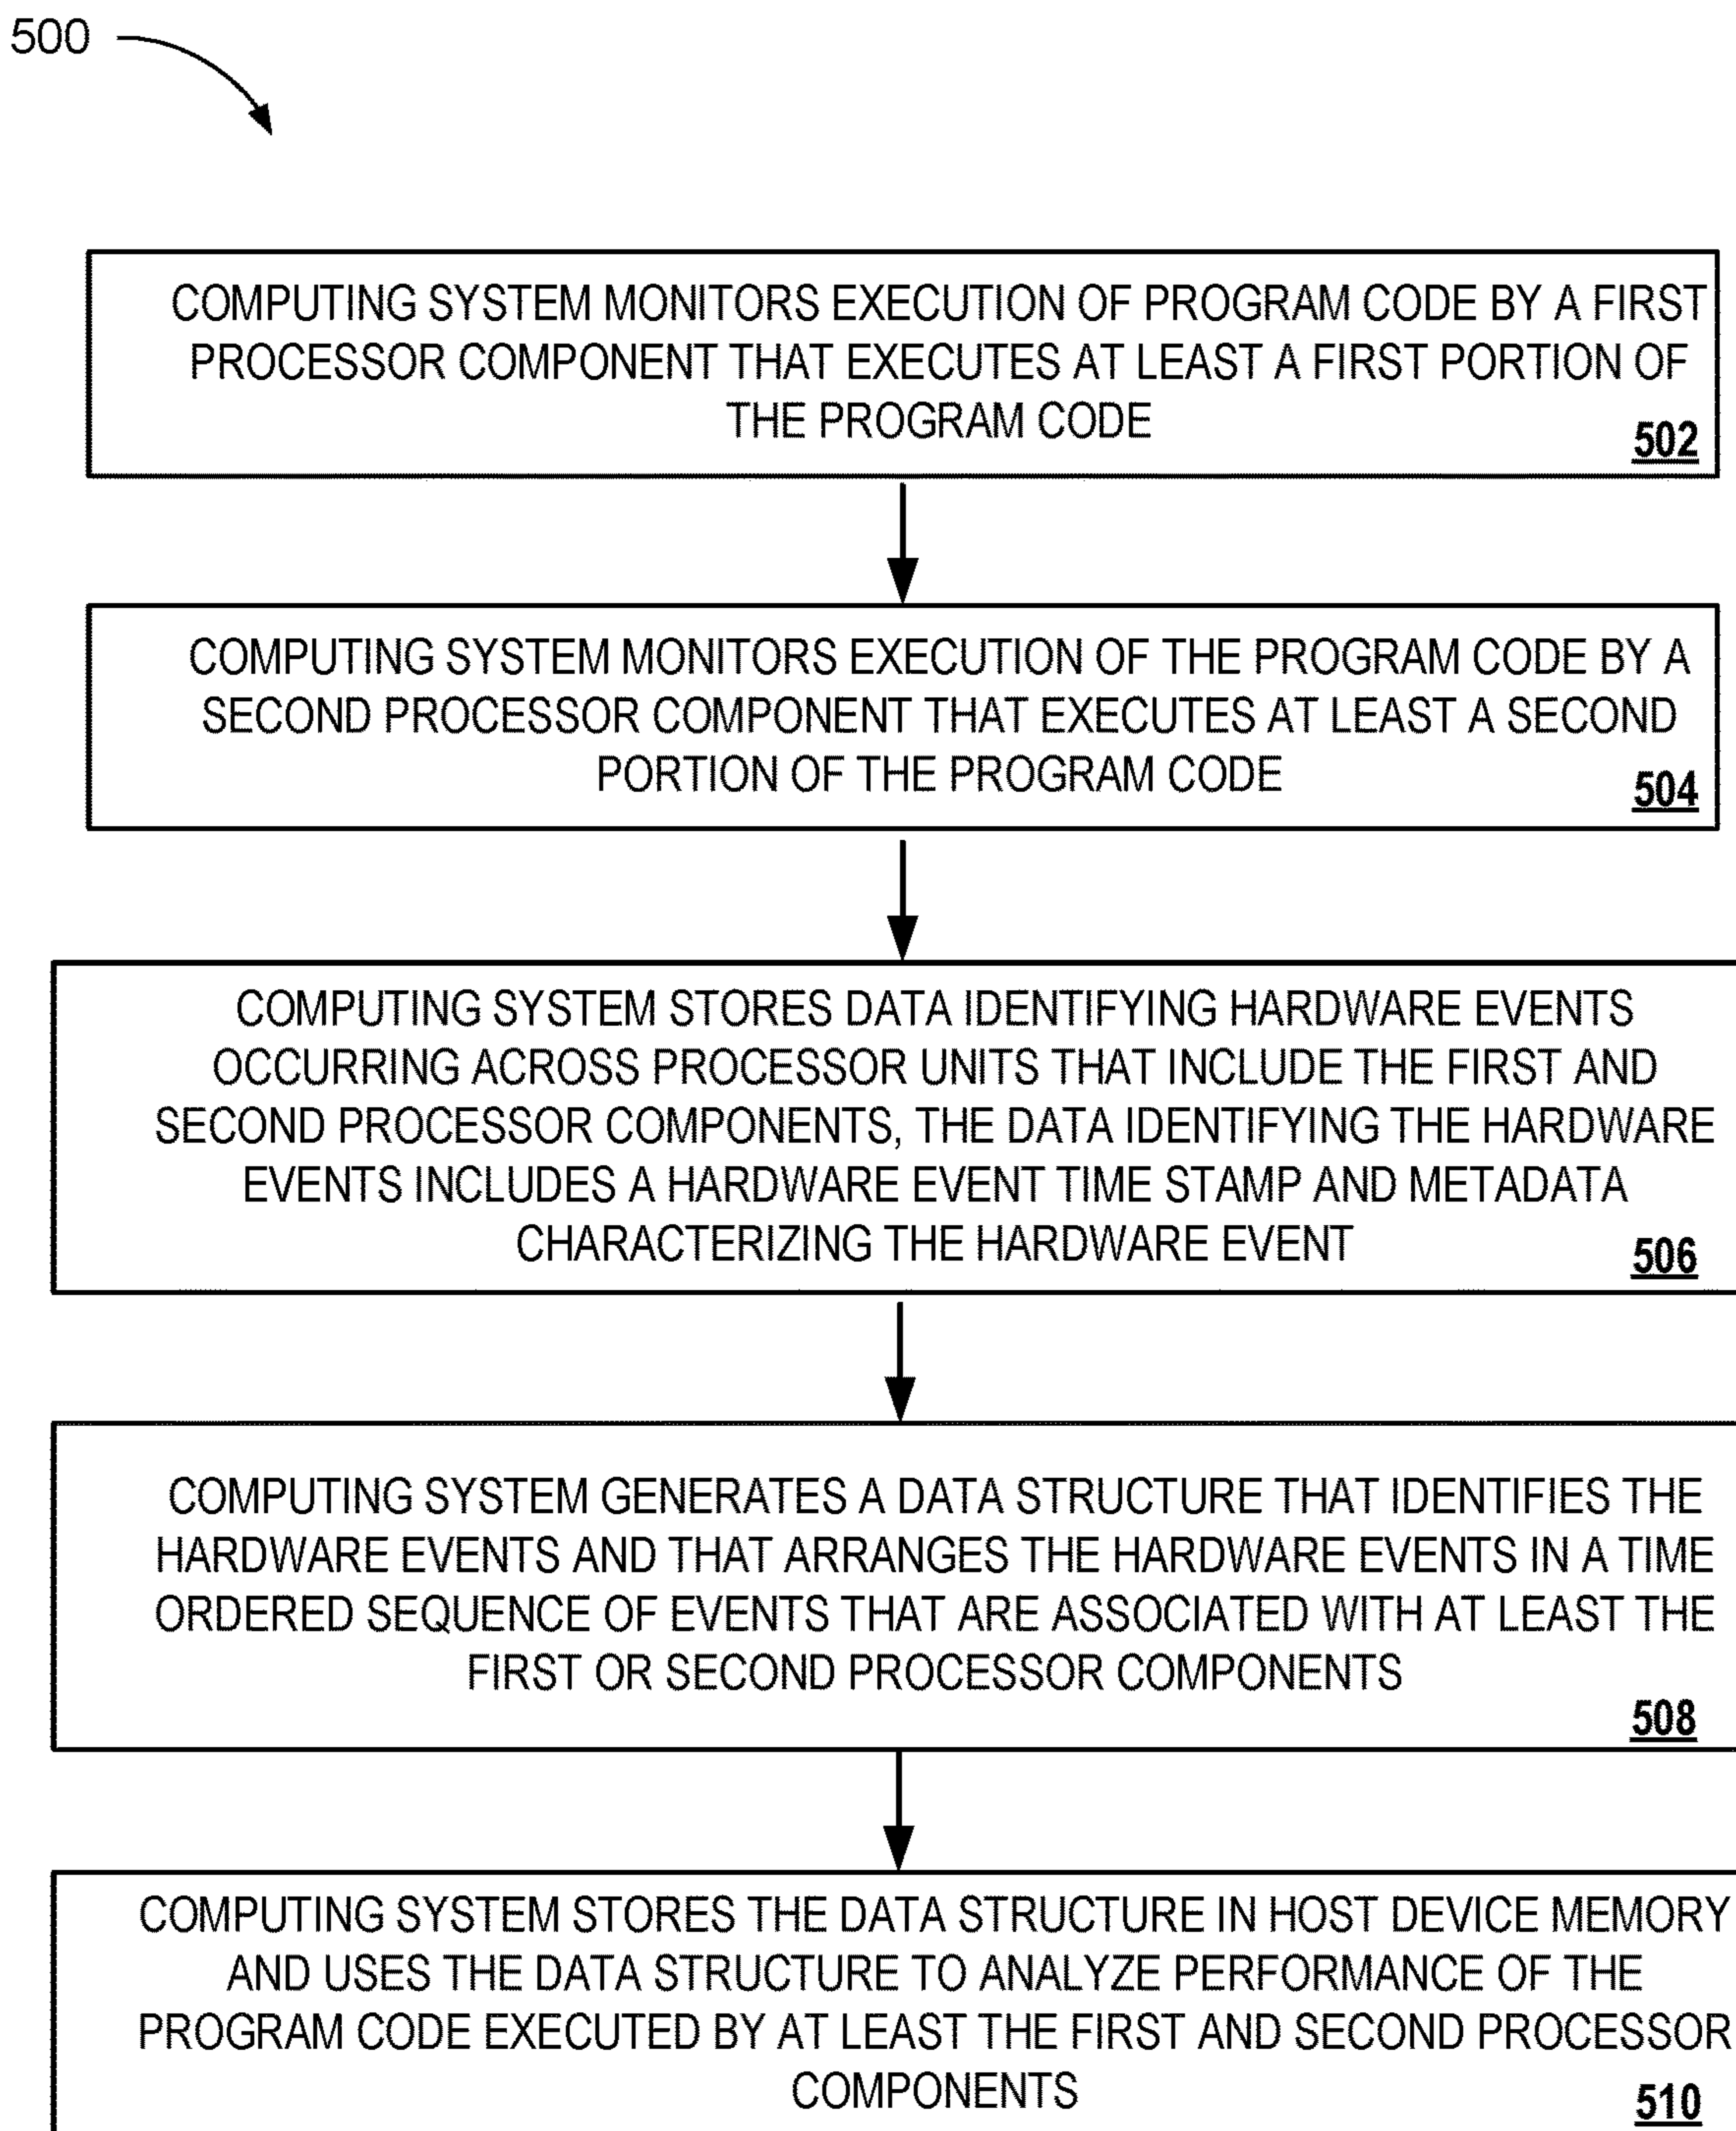 500
COMPUTING SYSTEM MONITORS EXECUTION OF PROGRAM CODE BY A FIRST
PROCESSOR COMPONENT THAT EXECUTES AT LEAST A FIRST PORTION OF
THE PROGRAM CODE
502
COMPUTING SYSTEM MONITORS EXECUTION OF THE PROGRAM CODE BY A
SECOND PROCESSOR COMPONENT THAT EXECUTES AT LEAST A SECOND
PORTION OF THE PROGRAM CODE
504
COMPUTING SYSTEM STORES DATA IDENTIFYING HARDWARE EVENTS
OCCURRING ACROSS PROCESSOR UNITS THAT INCLUDE THE FIRST AND
SECOND PROCESSOR COMPONENTS, THE DATA IDENTIFYING THE HARDWARE
EVENTS INCLUDES A HARDWARE EVENT TIME STAMP AND METADATA
CHARACTERIZING THE HARDWARE EVENT
506
COMPUTING SYSTEM GENERATES A DATA STRUCTURE THAT IDENTIFIES THE
HARDWARE EVENTS AND THAT ARRANGES THE HARDWARE EVENTS IN A TIME
ORDERED SEQUENCE OF EVENTS THAT ARE ASSOCIATED WITH AT LEAST THE
FIRST OR SECOND PROCESSOR COMPONENTS
508
COMPUTING SYSTEM STORES THE DATA STRUCTURE IN HOST DEVICE MEMORY
AND USES THE DATA STRUCTURE TO ANALYZE PERFORMANCE OF THE
PROGRAM CODE EXECUTED BY AT LEAST THE FIRST AND SECOND PROCESSOR
COMPONENTS
510